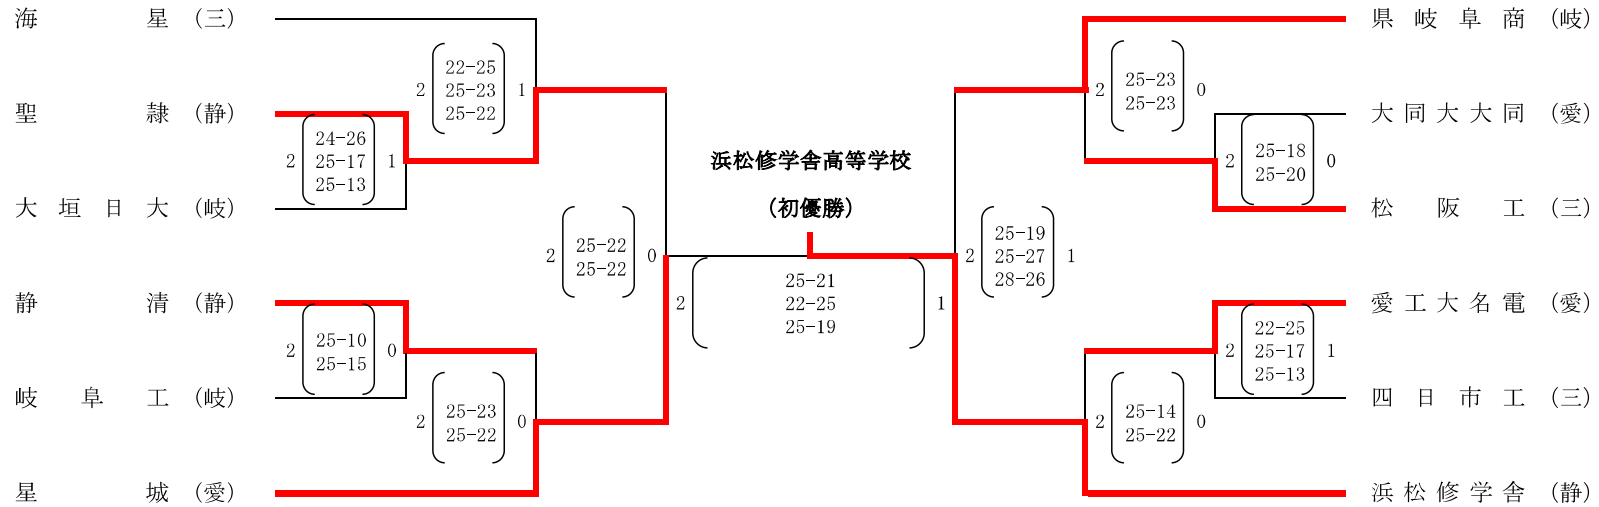 海星（三）
2 22-25 1
25-23
25-22
聖隷（静）
2 24-26 1
25-17
25-13
大垣日大（岐）
2 25-22 0
25-22
静清（静）
2 25-10 0
25-15
岐阜工（岐）
2 25-23 0
25-22
星城（愛）
浜松修学舎高等学校
（初優勝）
2 25-21 1
22-25
25-19
県岐阜商（岐）
2 25-23 0
25-23
大同大大同（愛）
2 25-18 0
25-20
松阪工（三）
2 25-19 1
25-27
28-26
愛工大名電（愛）
2 22-25 1
25-17
25-13
四日市工（三）
2 25-14 0
25-22
浜松修学舎（静）